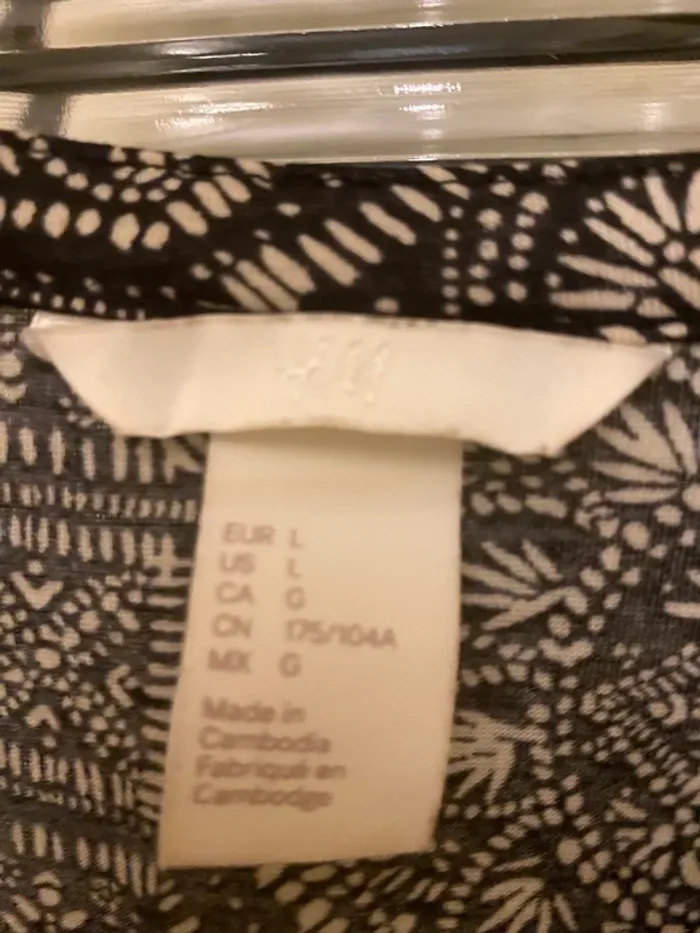 EUR L
US L
CA G
CN 175/104A
MX G
Made in
Cambodia
Fabriqué en
Cambodge